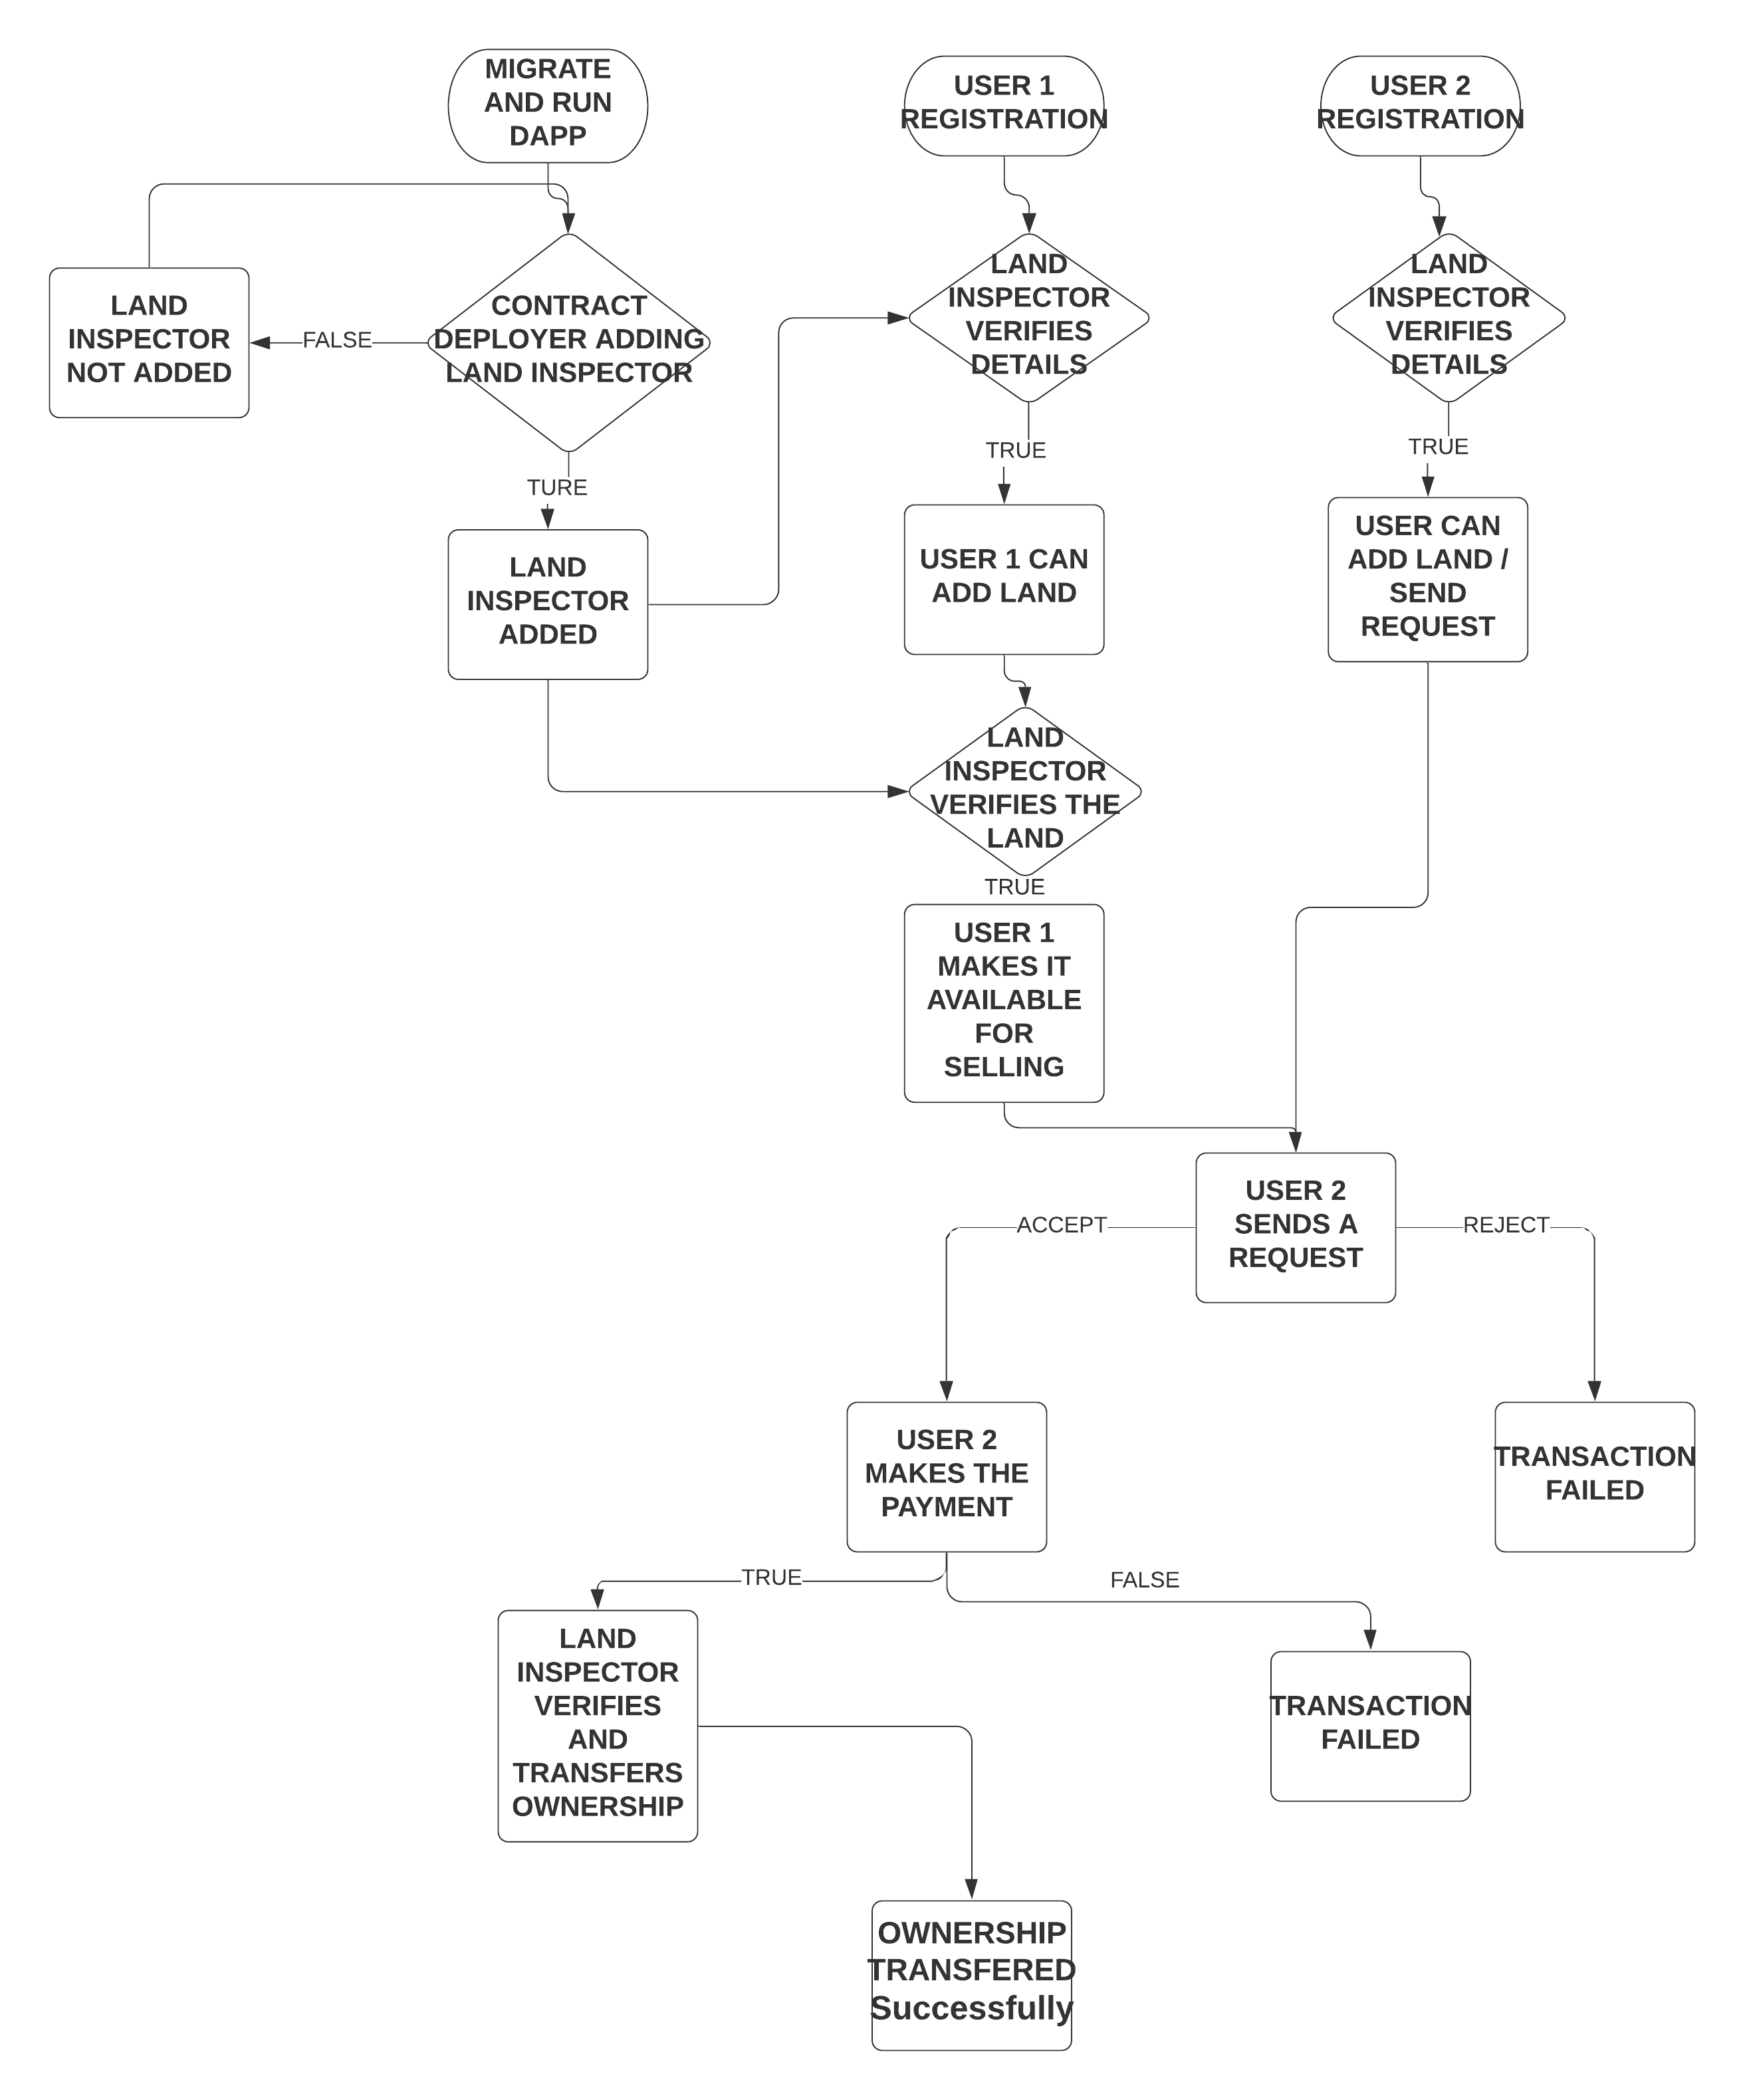 MIGRATE
AND RUN
DAPP
USER 1
REGISTRATION
USER 2
REGISTRATION
LAND
INSPECTOR
NOT ADDED
FALSE
CONTRACT
DEPLOYER ADDING
LAND INSPECTOR
LAND
INSPECTOR
VERIFIES
DETAILS
LAND
INSPECTOR
VERIFIES
DETAILS
TURE
TRUE
TRUE
LAND
INSPECTOR
ADDED
USER 1 CAN
ADD LAND
USER CAN
ADD LAND /
SEND
REQUEST
LAND
INSPECTOR
VERIFIES THE
LAND
TRUE
USER 1
MAKES IT
AVAILABLE
FOR
SELLING
USER 2
SENDS A
REQUEST
ACCEPT
REJECT
USER 2
MAKES THE
PAYMENT
TRANSACTION
FAILED
TRUE
FALSE
LAND
INSPECTOR
VERIFIES
AND
TRANSFERS
OWNERSHIP
TRANSACTION
FAILED
OWNERSHIP
TRANSFERED
Successfully